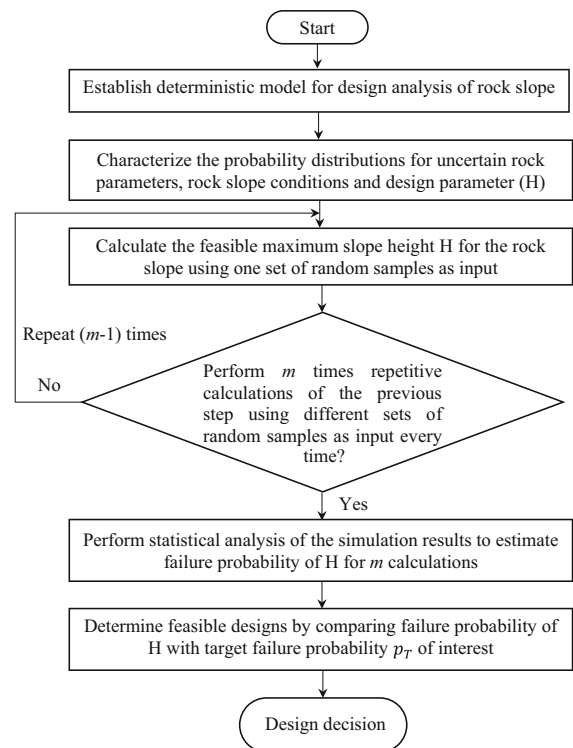 Start
Establish deterministic model for design analysis of rock slope
Characterize the probability distributions for uncertain rock
parameters, rock slope conditions and design parameter (H)
Calculate the feasible maximum slope height H for the rock
slope using one set of random samples as input
Repeat (m-1) times
No
Perform m times repetitive
calculations of the previous
step using different sets of
random samples as input every
time?
Yes
Perform statistical analysis of the simulation results to estimate
failure probability of H for m calculations
Determine feasible designs by comparing failure probability of
H with target failure probability p_T of interest
Design decision